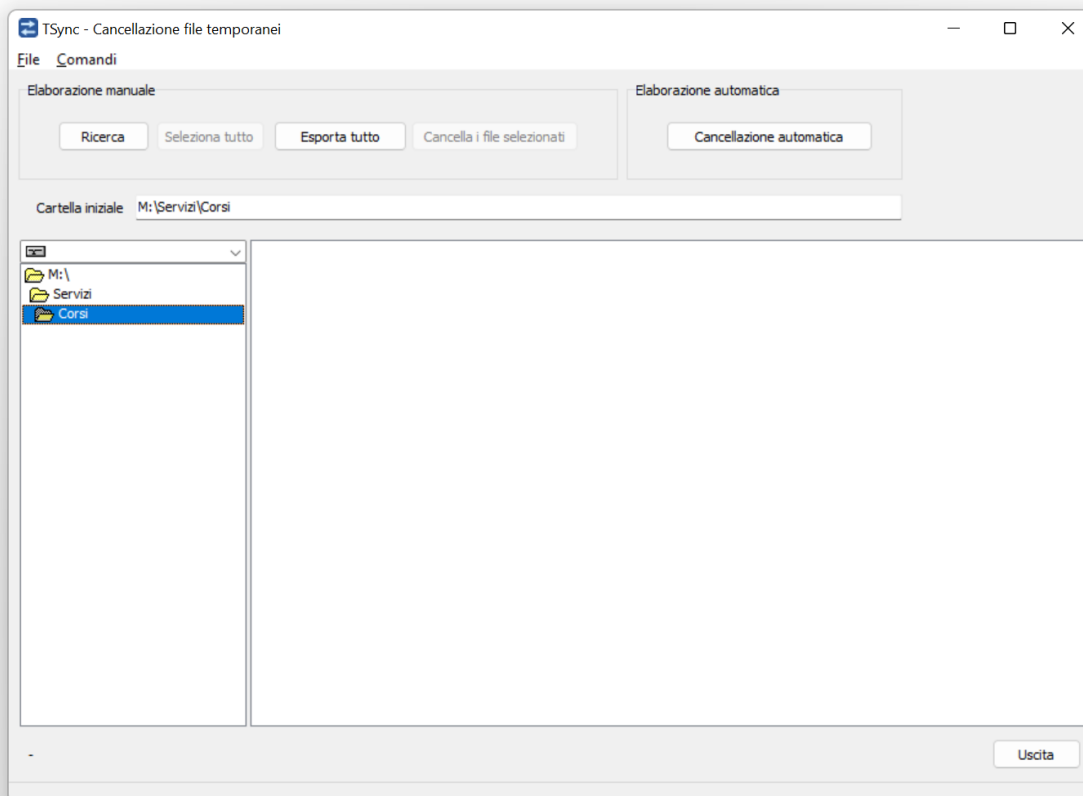 TSync - Cancellazione file temporanei
File Comandi
Elaborazione manuale
Elaborazione automatica
Ricerca
Seleziona tutto
Esporta tutto
Cancella i file selezionati
Cancellazione automatica
Cartella iniziale M:\Servizi\Corsi
M:\
Servizi
Corsi
-
Uscita